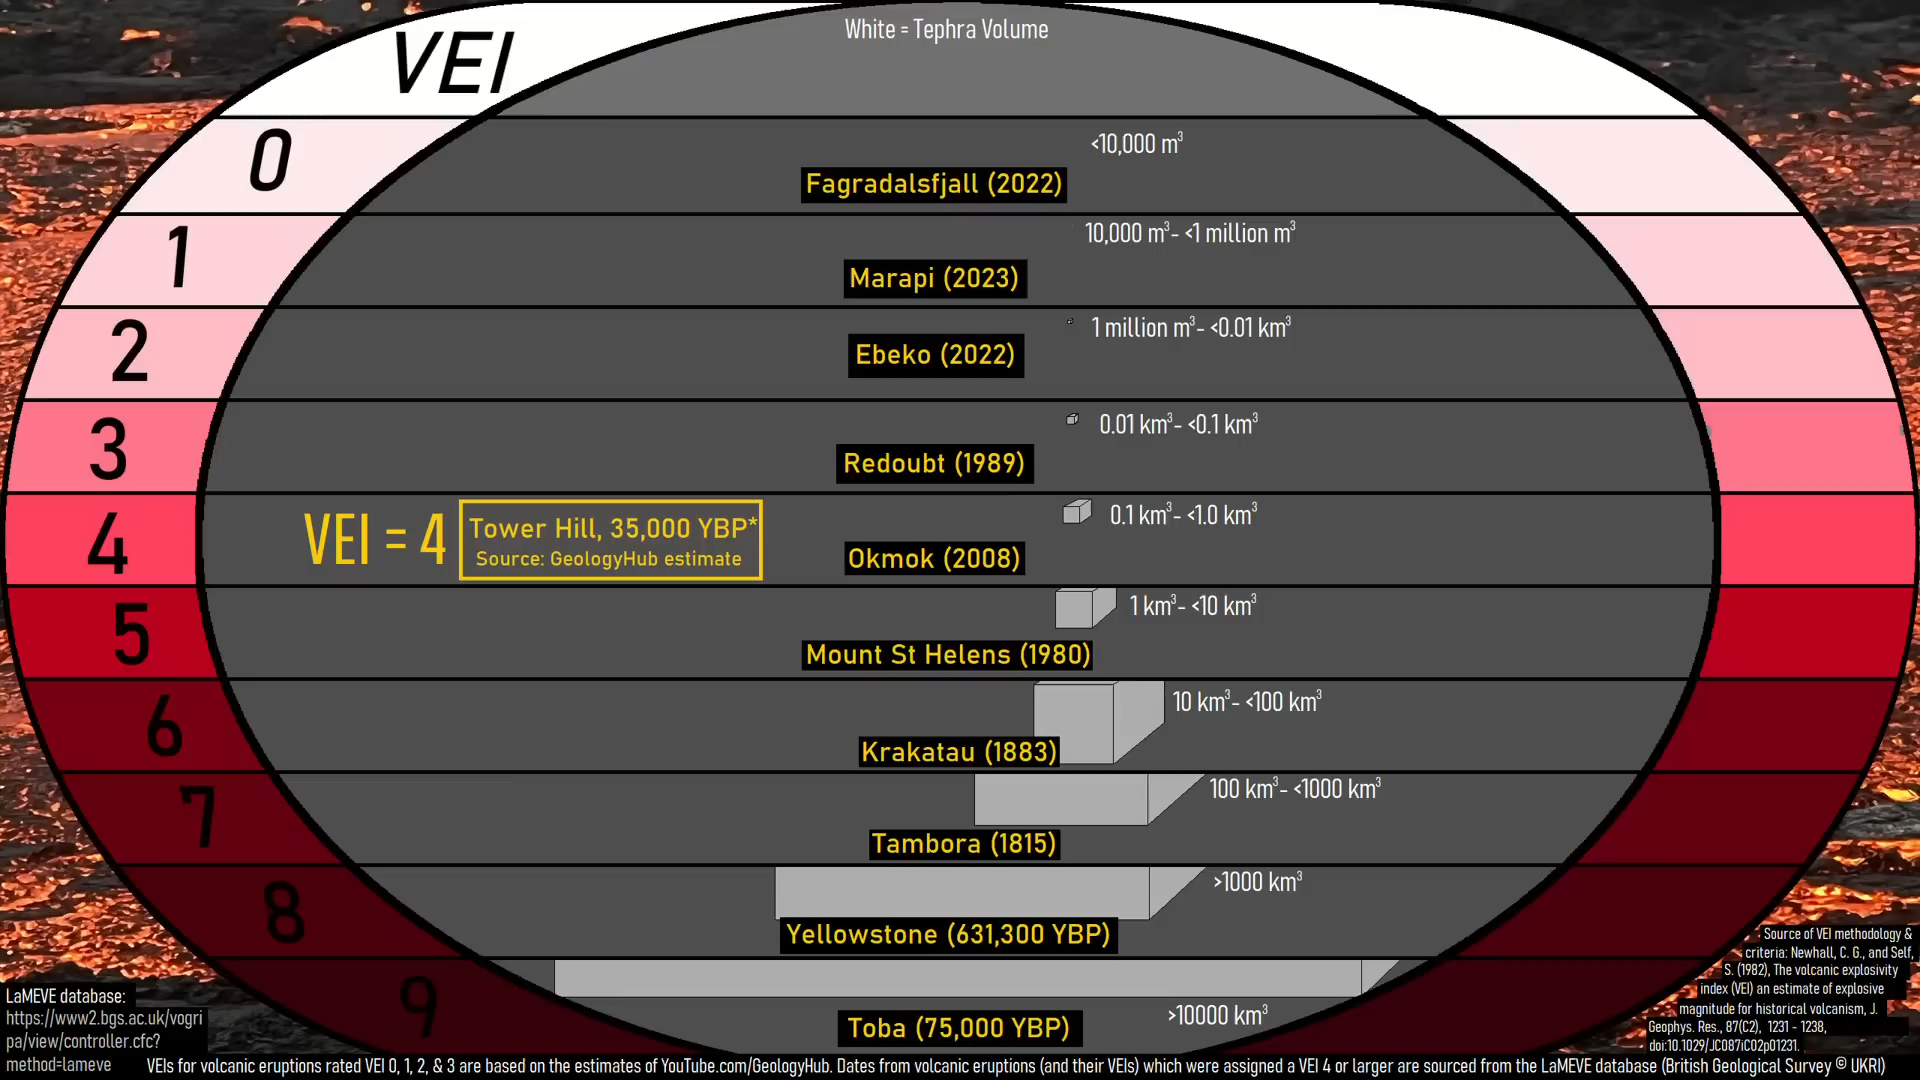 White = Tephra Volume
VEI
0
<10,000 m³
Fagradalsfjall (2022)
1
10,000 m³- <1 million m³
Marapi (2023)
2
1 million m³- <0.01 km³
Ebeko (2022)
3
0.01 km³- <0.1 km³
Redoubt (1989)
4
VEI = 4
Tower Hill, 35,000 YBP*
Source: GeologyHub estimate
0.1 km³- <1.0 km³
Okmok (2008)
5
1 km³- <10 km³
Mount St Helens (1980)
6
10 km³- <100 km³
Krakatau (1883)
7
100 km³- <1000 km³
Tambora (1815)
8
>1000 km³
Yellowstone (631,300 YBP)
9
>10000 km³
Toba (75,000 YBP)
Source of VEI methodology &
criteria: Newhall, C. G., and Self,
S. (1982), The volcanic explosivity
index (VEI) an estimate of explosive
magnitude for historical volcanism, J.
Geophys. Res., 87(C2), 1231 - 1238,
doi:10.1029/JC087iC02p01231.
LaMEVE database:
https://www2.bgs.ac.uk/vogri
pa/view/controller.cfc?
method=lameve
VEIs for volcanic eruptions rated VEI 0, 1, 2, & 3 are based on the estimates of YouTube.com/GeologyHub. Dates from volcanic eruptions (and their VEIs) which were assigned a VEI 4 or larger are sourced from the LaMEVE database (British Geological Survey © UKRI)